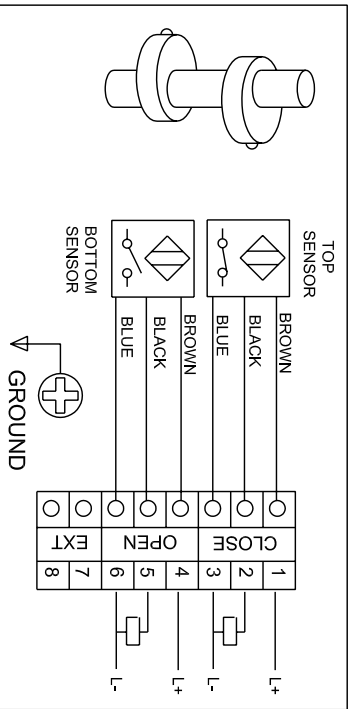 TOP
SENSOR
BROWN
BLACK
BLUE
BOTTOM
SENSOR
BROWN
BLACK
BLUE
GROUND
CLOSE
OPEN
EXT
1
2
3
4
5
6
7
8
L+
L-
L+
L-